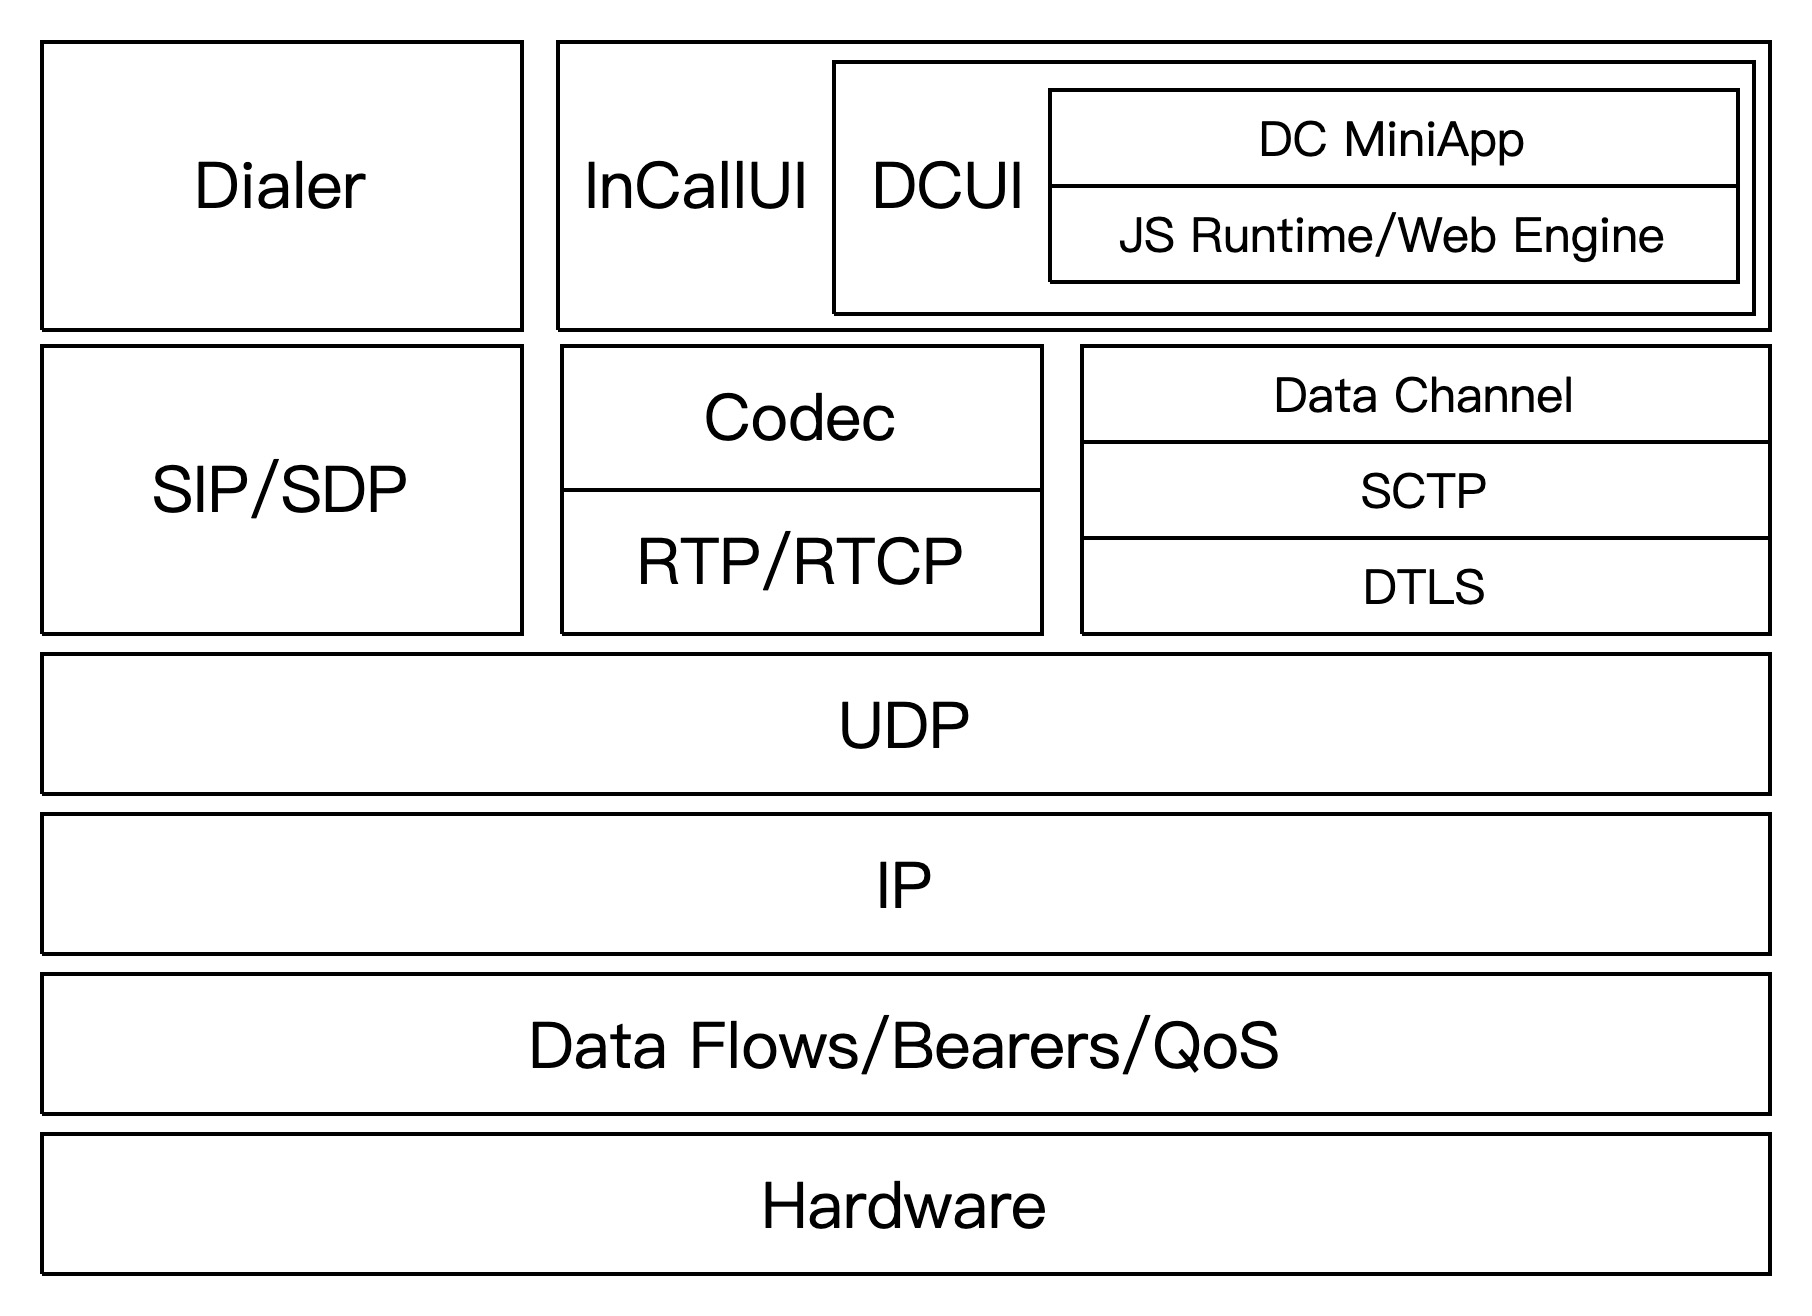 Dialer
InCallUI
DCUI
DC MiniApp
JS Runtime/Web Engine
SIP/SDP
Codec
RTP/RTCP
Data Channel
SCTP
DTLS
UDP
IP
Data Flows/Bearers/QoS
Hardware